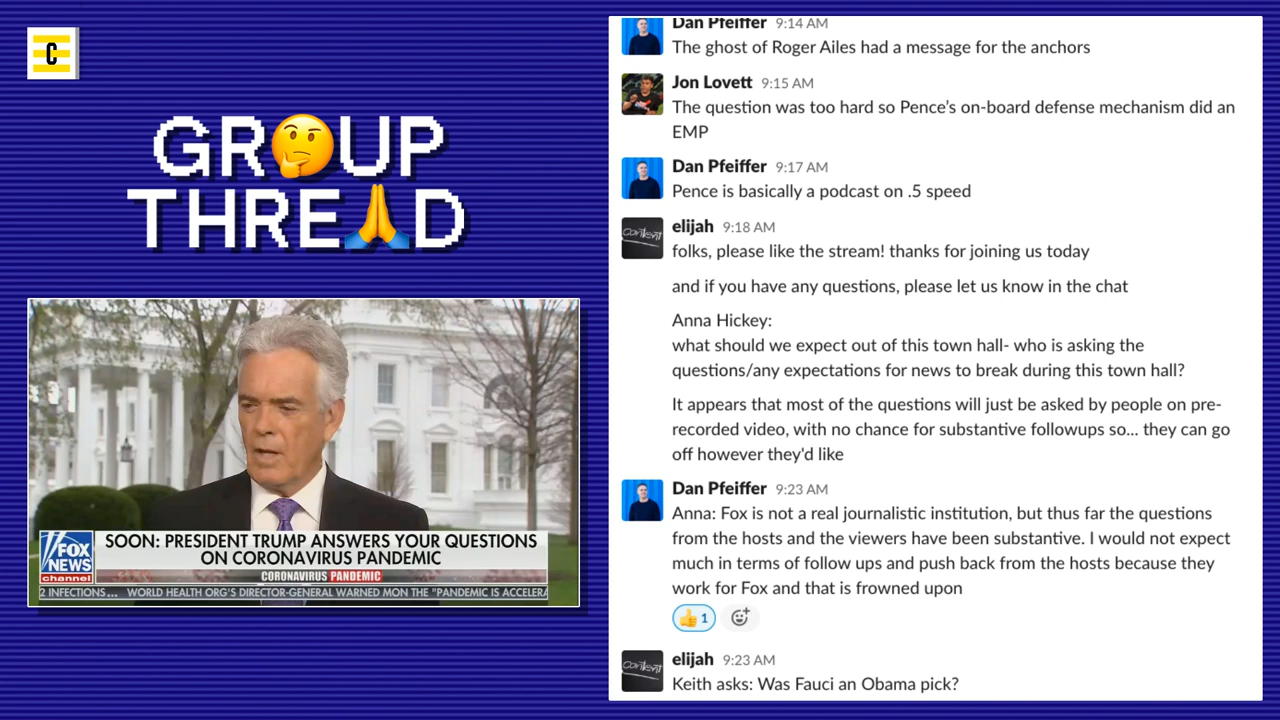 C
GR🤔UP
THRE🙏D
FOX
NEWS
channel
SOON: PRESIDENT TRUMP ANSWERS YOUR QUESTIONS
ON CORONAVIRUS PANDEMIC
CORONAVIRUS PANDEMIC
2 INFECTIONS... WORLD HEALTH ORG'S DIRECTOR-GENERAL WARNED MON THE "PANDEMIC IS ACCELERA
Dan Pfeiffer 9:14 AM
The ghost of Roger Ailes had a message for the anchors
Jon Lovett 9:15 AM
The question was too hard so Pence's on-board defense mechanism did an
EMP
Dan Pfeiffer 9:17 AM
Pence is basically a podcast on .5 speed
Content
elijah 9:18 AM
folks, please like the stream! thanks for joining us today
and if you have any questions, please let us know in the chat
Anna Hickey:
what should we expect out of this town hall- who is asking the
questions/any expectations for news to break during this town hall?
It appears that most of the questions will just be asked by people on pre-
recorded video, with no chance for substantive followups so... they can go
off however they'd like
Dan Pfeiffer 9:23 AM
Anna: Fox is not a real journalistic institution, but thus far the questions
from the hosts and the viewers have been substantive. I would not expect
much in terms of follow ups and push back from the hosts because they
work for Fox and that is frowned upon
👍 1
Content
elijah 9:23 AM
Keith asks: Was Fauci an Obama pick?